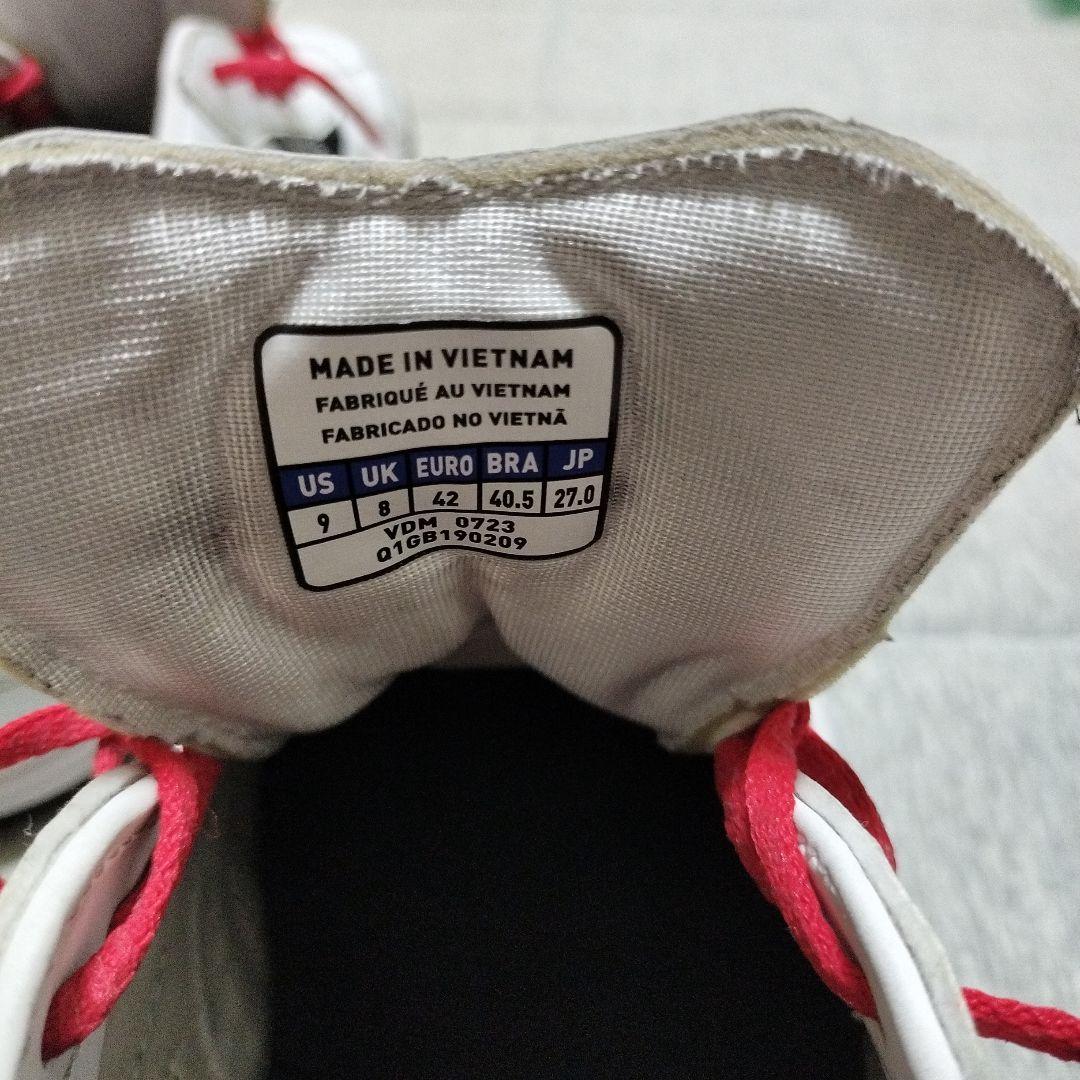 MADE IN VIETNAM
FABRIQUÉ AU VIETNAM
FABRICADO NO VIETNÃ
US UK EURO BRA JP
9 8 42 40.5 27.0
VDM 0723
Q1GB190209